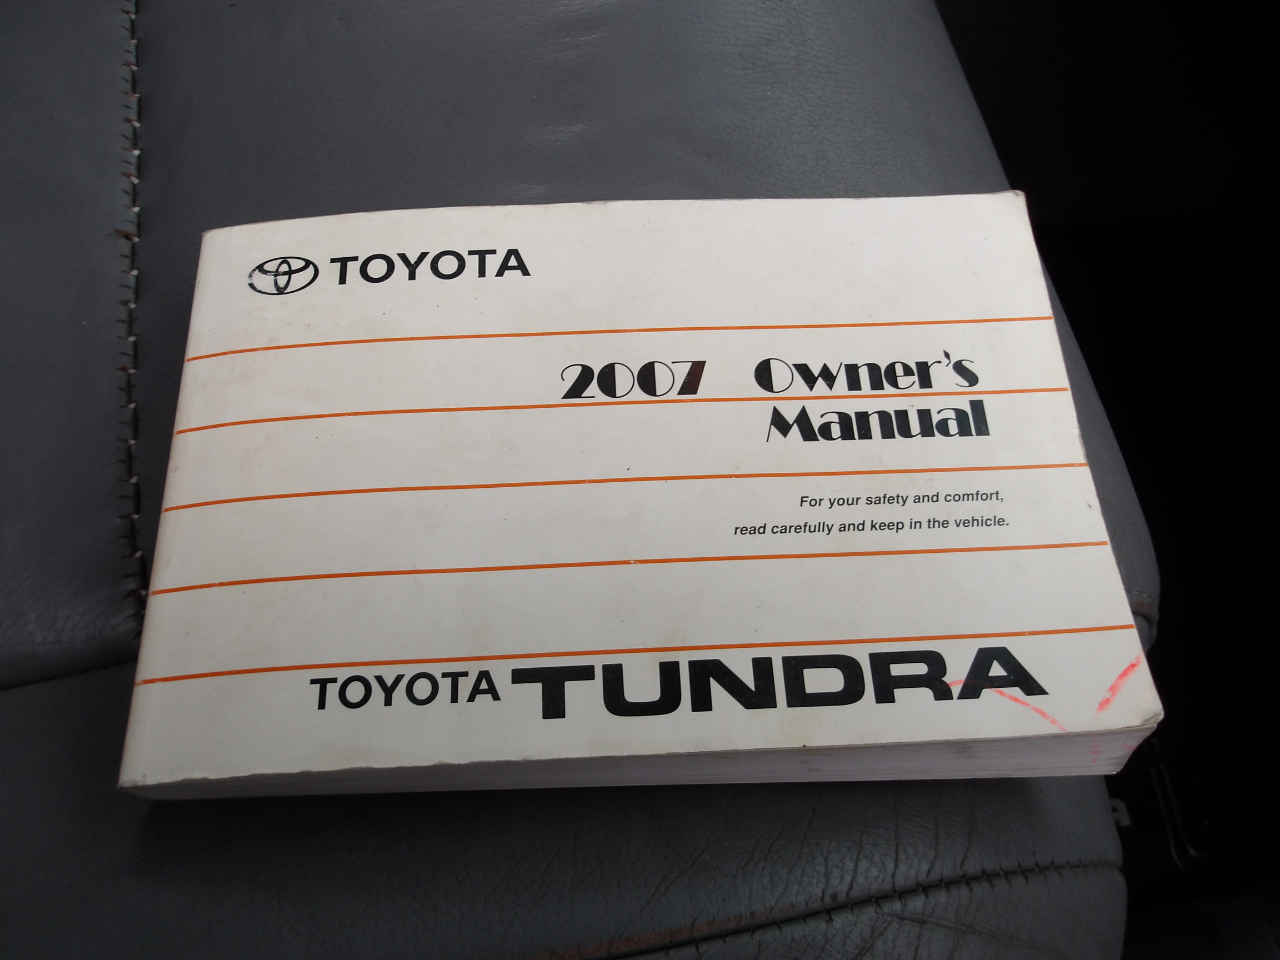 TOYOTA
2007 Owner's
Manual
For your safety and comfort,
read carefully and keep in the vehicle.
TOYOTA TUNDRA